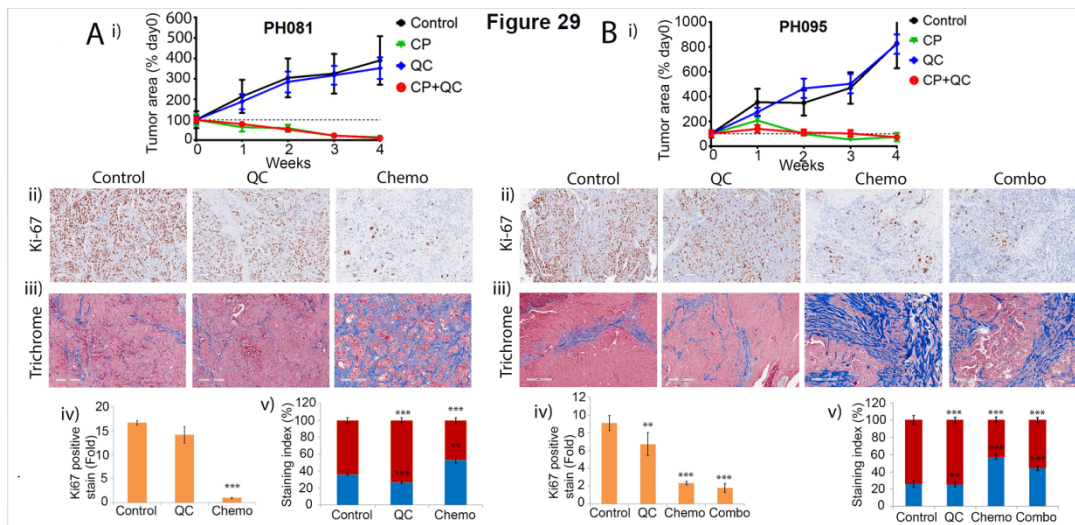 Figure 29
A i)
PH081
Control
CP
QC
CP+QC
Tumor area (% day0)
600
500
400
300
200
100
0
0 1 2 3 4
Weeks
Control QC Chemo
ii)
Ki-67
iii)
Trichrome
iv)
Ki67 positive
stain (Fold)
20
15
10
5
0
***
Control QC Chemo
v)
Staining index (%)
120
100
80
60
40
20
0
*** ***
*** **
Control QC Chemo
B i)
PH095
Control
CP
QC
CP+QC
Tumor area (% day0)
1000
800
600
400
200
0
0 1 2 3 4
Weeks
Control QC Chemo Combo
ii)
Ki-67
iii)
Trichrome
iv)
Ki67 positive
stain (Fold)
12
10
8
6
4
2
0
** *** ***
Control QC Chemo Combo
v)
Staining index (%)
120
100
80
60
40
20
0
*** *** ***
** *** ***
Control QC Chemo Combo